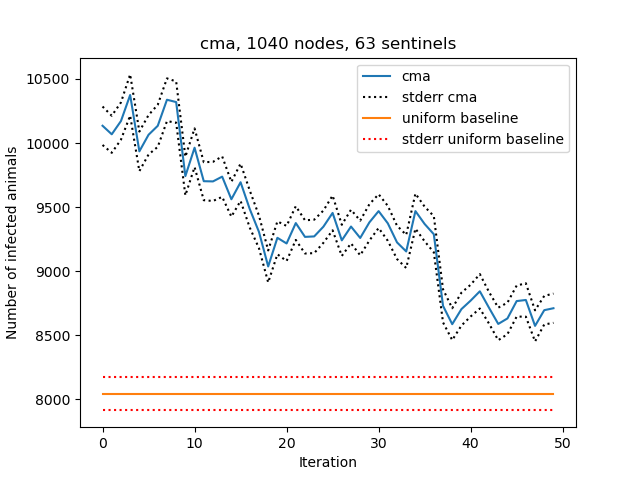 cma, 1040 nodes, 63 sentinels
cma
stderr cma
uniform baseline
stderr uniform baseline
Number of infected animals
10500
10000
9500
9000
8500
8000
0 10 20 30 40 50
Iteration